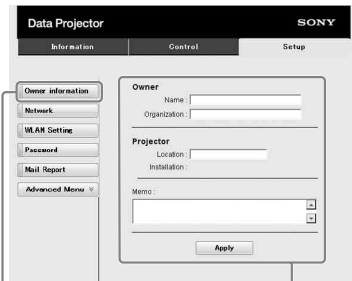 Data Projector
SONY
Information
Control
Setup
Owner information
Network
WLAN Setting
Password
Mail Report
Advanced Menu
Owner
Name :
Organization :
Projector
Location :
Installation :
Memo :
Apply